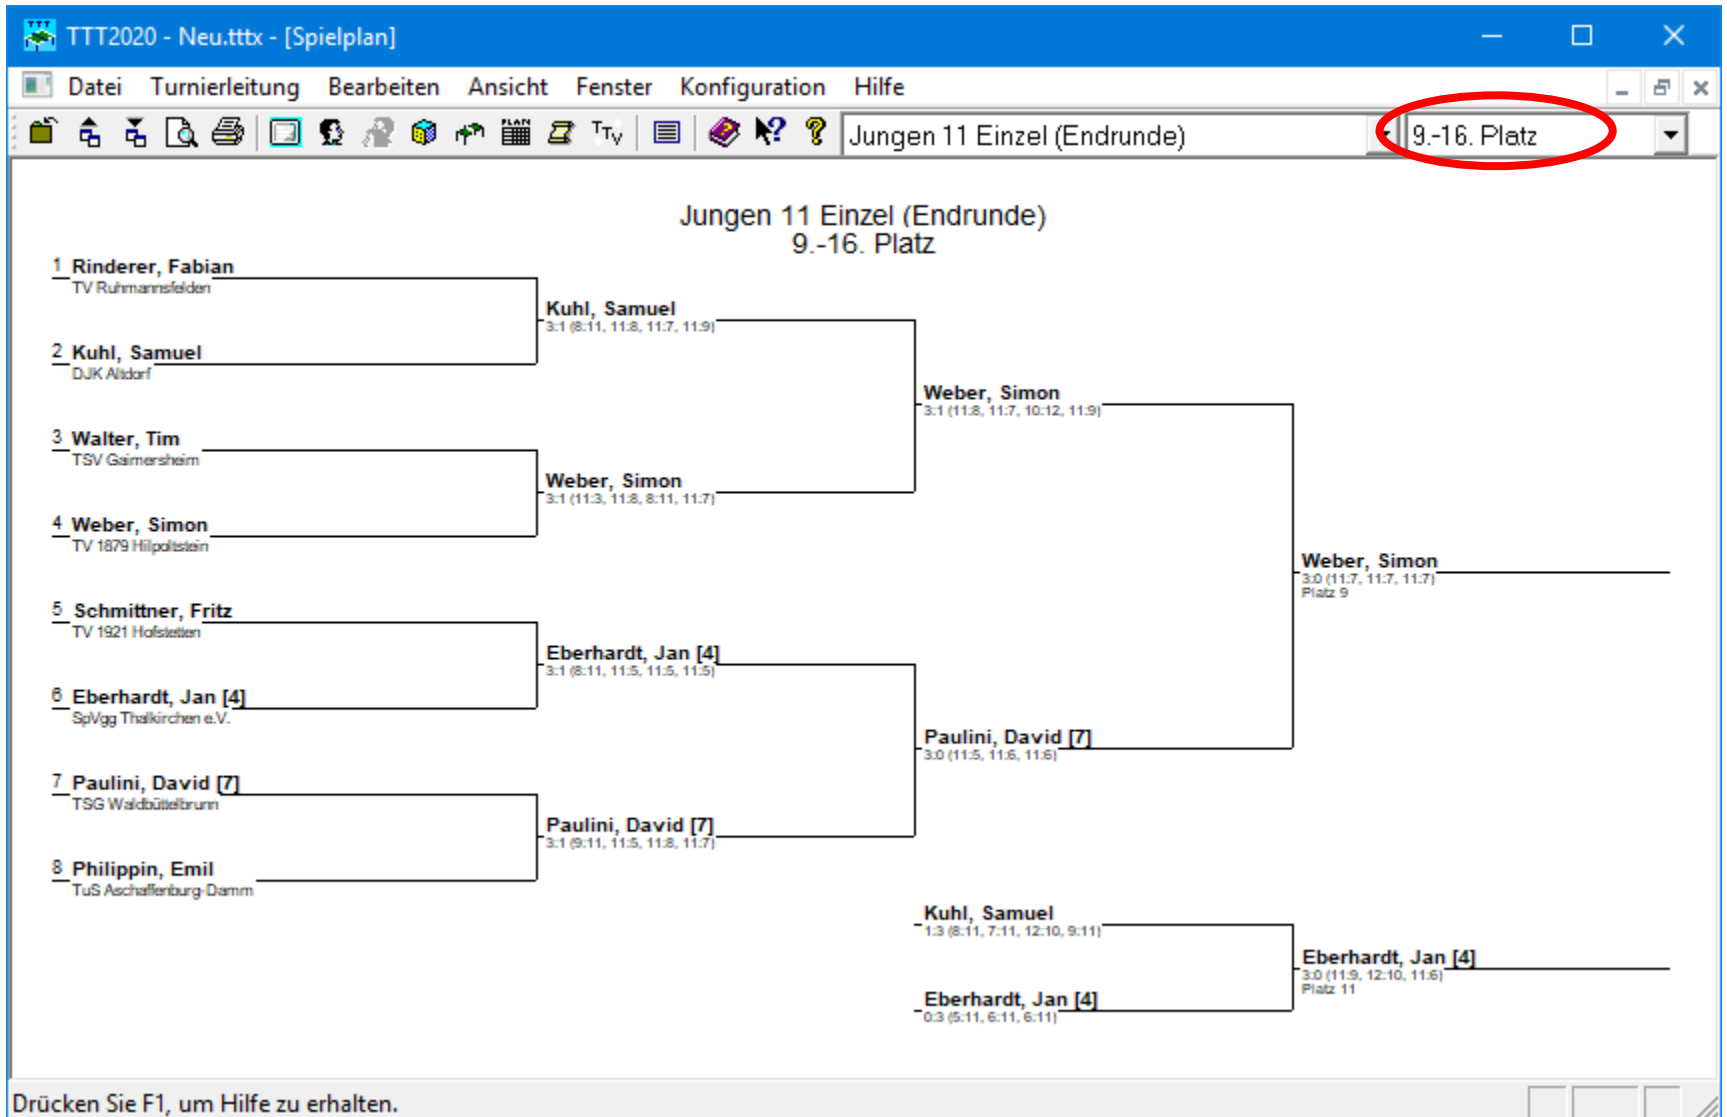 TTT2020 - Neu.tttx - [Spielplan]
Datei Turnierleitung Bearbeiten Ansicht Fenster Konfiguration Hilfe
PLAN TTV Jungen 11 Einzel (Endrunde) 9.-16. Platz
Jungen 11 Einzel (Endrunde)
9.-16. Platz
1 Rinderer, Fabian
TV Ruhmannsfelden
Kuhl, Samuel
3:1 (8:11, 11:8, 11:7, 11:9)
2 Kuhl, Samuel
DJK Altdorf
Weber, Simon
3:1 (11:8, 11:7, 10:12, 11:9)
3 Walter, Tim
TSV Gaimersheim
Weber, Simon
3:1 (11:3, 11:8, 8:11, 11:7)
4 Weber, Simon
TV 1879 Hilpoltstein
Weber, Simon
3:0 (11:7, 11:7, 11:7)
Platz 9
5 Schmittner, Fritz
TV 1921 Hofstetten
Eberhardt, Jan [4]
3:1 (8:11, 11:5, 11:5, 11:5)
6 Eberhardt, Jan [4]
SpVgg Thalkirchen e.V.
Paulini, David [7]
3:0 (11:5, 11:6, 11:6)
7 Paulini, David [7]
TSG Waldbüttelbrunn
Paulini, David [7]
3:1 (9:11, 11:5, 11:8, 11:7)
8 Philippin, Emil
TuS Aschaffenburg-Damm
Kuhl, Samuel
1:3 (8:11, 7:11, 12:10, 9:11)
Eberhardt, Jan [4]
3:0 (11:9, 12:10, 11:6)
Platz 11
Eberhardt, Jan [4]
0:3 (5:11, 6:11, 6:11)
Drücken Sie F1, um Hilfe zu erhalten.